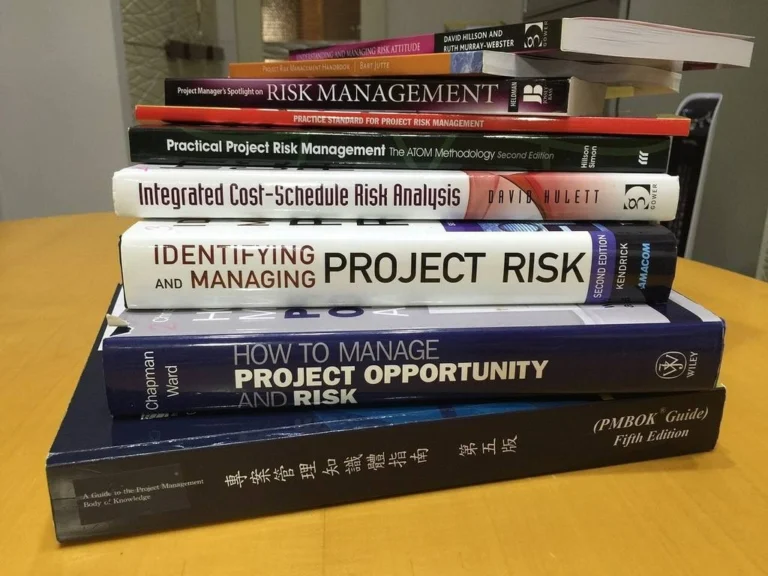 UNDERSTANDING AND MANAGING RISK ATTITUDE
DAVID HILLSON AND
RUTH MURRAY-WEBSTER
GOWER
PROJECT RISK MANAGEMENT HANDBOOK | BART JUTTE
Project Manager's Spotlight on RISK MANAGEMENT
HELDMAN
PRACTICE STANDARD FOR PROJECT RISK MANAGEMENT
Practical Project Risk Management The ATOM Methodology Second Edition
Hillson
Simon
Integrated Cost-Schedule Risk Analysis
DAVID HULETT
GOWER
IDENTIFYING
AND MANAGING
PROJECT RISK
SECOND EDITION
KENDRICK
AMACOM
Chapman
Ward
HOW TO MANAGE
PROJECT OPPORTUNITY
AND RISK
WILEY
A Guide to the Project Management
Body of Knowledge
專案管理知識體指南 第五版
(PMBOK® Guide)
Fifth Edition